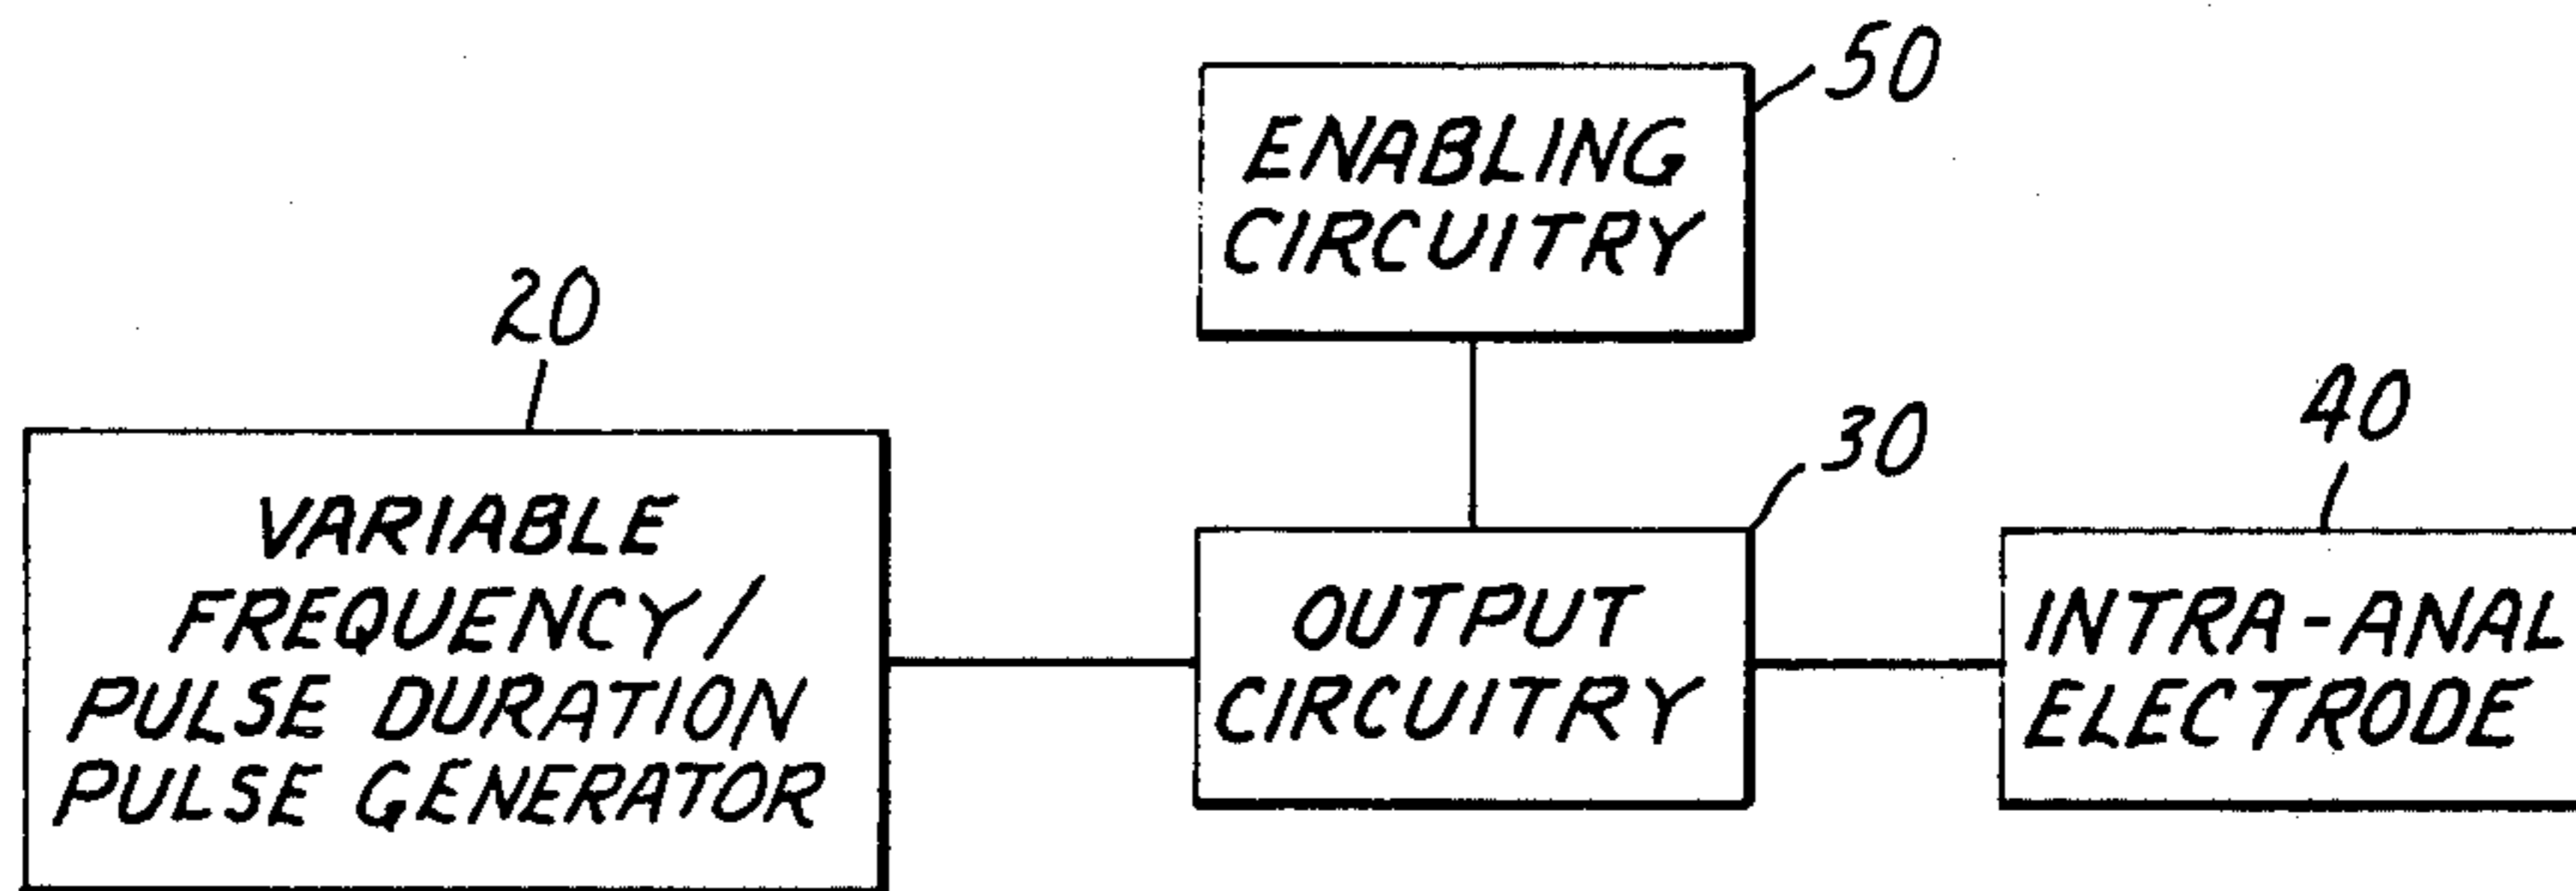 50
ENABLING
CIRCUITRY
20
VARIABLE
FREQUENCY/
PULSE DURATION
PULSE GENERATOR
30
OUTPUT
CIRCUITRY
40
INTRA-ANAL
ELECTRODE